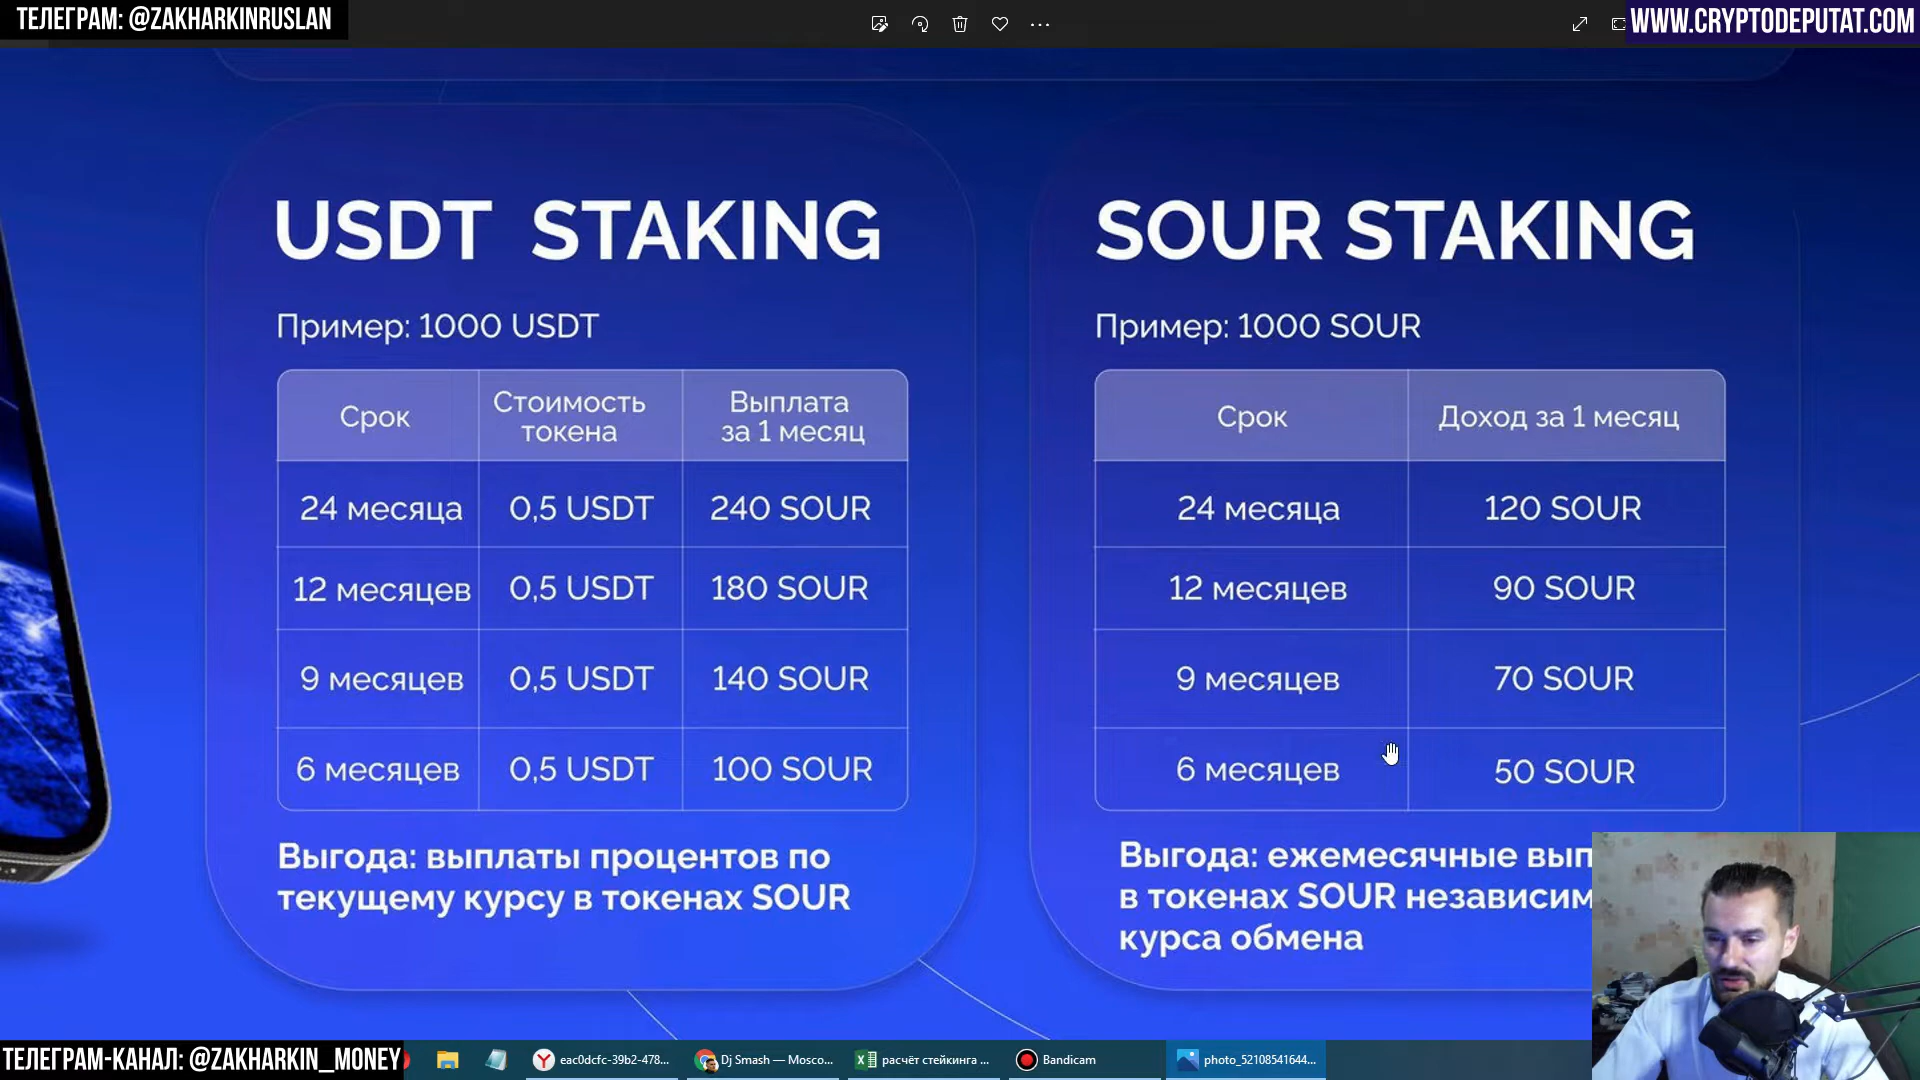 ТЕЛЕГРАМ: @ZAKHARKINRUSLAN
WWW.CRYPTODEPUTAT.COM
USDT STAKING
Пример: 1000 USDT
Срок Стоимость токена Выплата за 1 месяц
24 месяца 0,5 USDT 240 SOUR
12 месяцев 0,5 USDT 180 SOUR
9 месяцев 0,5 USDT 140 SOUR
6 месяцев 0,5 USDT 100 SOUR
Выгода: выплаты процентов по
текущему курсу в токенах SOUR
SOUR STAKING
Пример: 1000 SOUR
Срок Доход за 1 месяц
24 месяца 120 SOUR
12 месяцев 90 SOUR
9 месяцев 70 SOUR
6 месяцев 50 SOUR
Выгода: ежемесячные вып
в токенах SOUR независим
курса обмена
ТЕЛЕГРАМ-КАНАЛ: @ZAKHARKIN_MONEY
eac0dcfc-39b2-478...
Dj Smash — Mosco...
расчёт стейкинга ...
Bandicam
photo_52108541644...